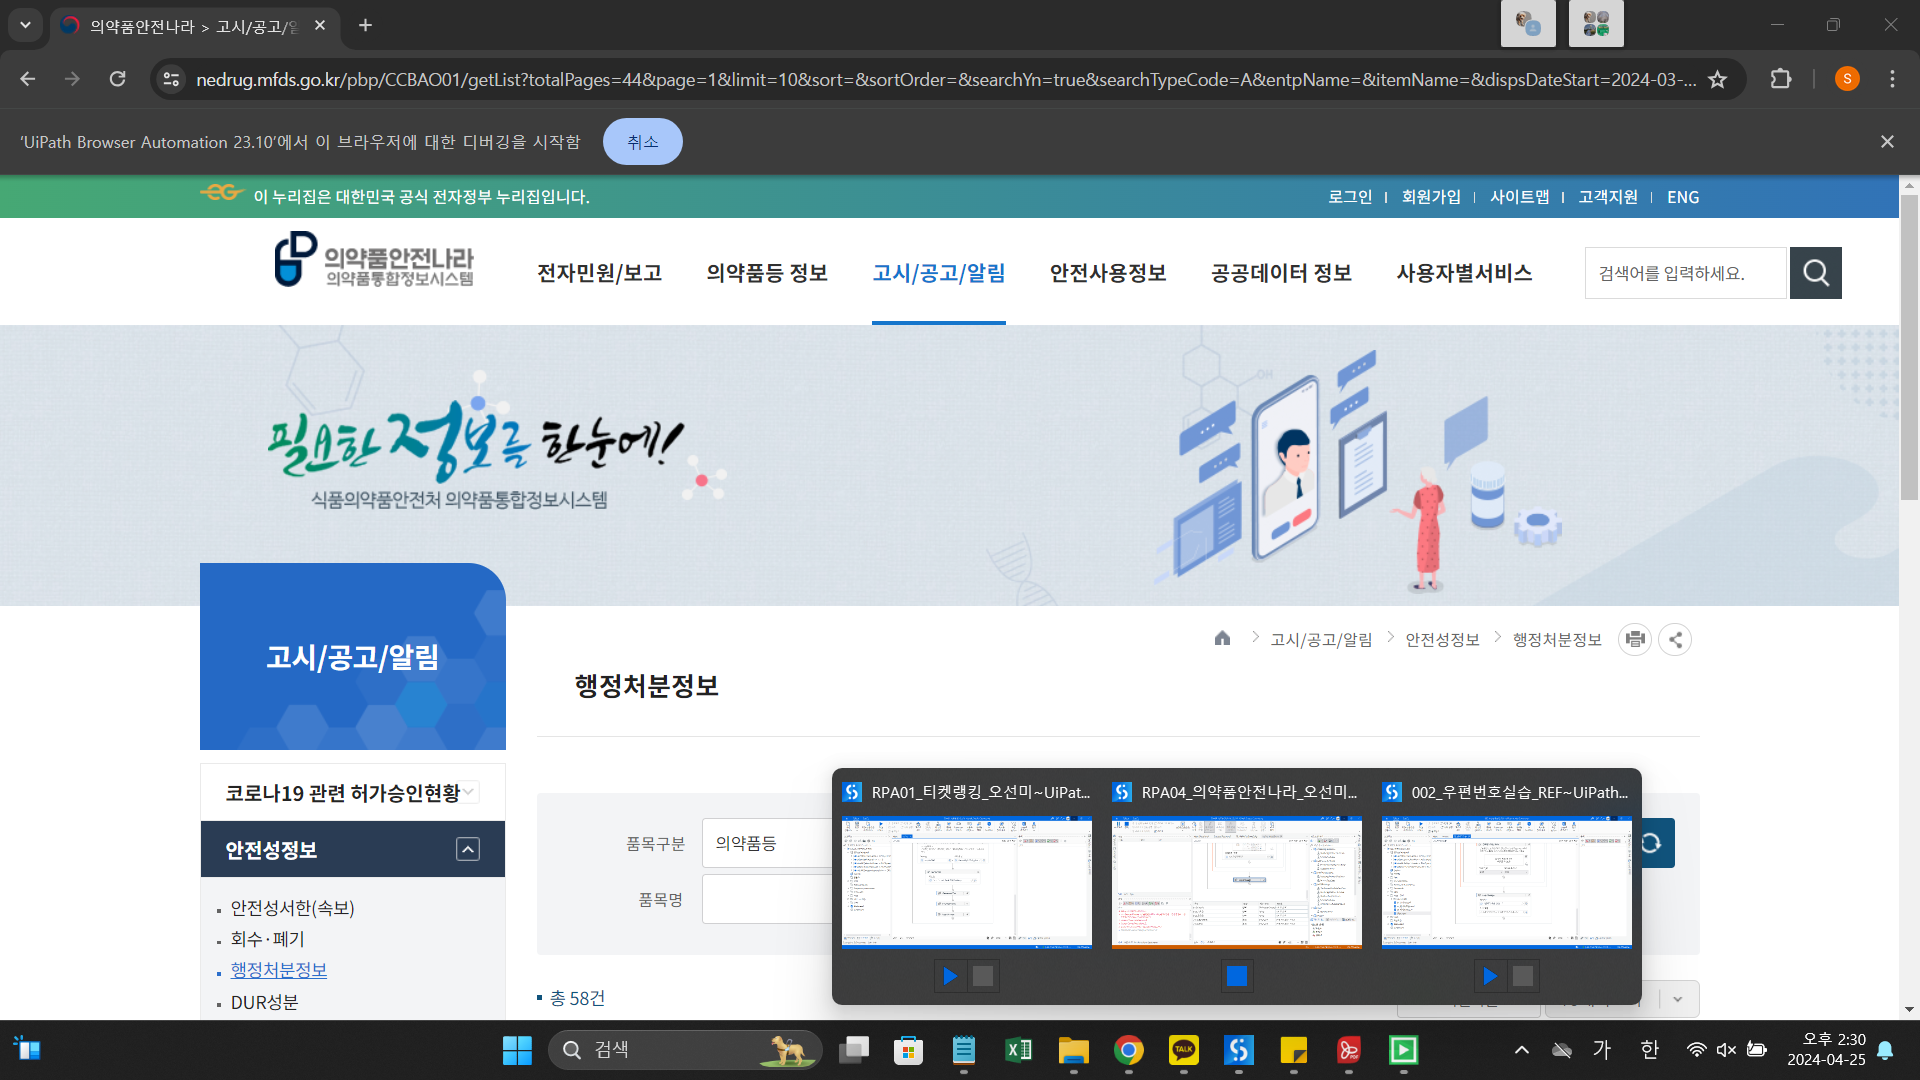 의약품안전나라 > 고시/공고/알
nedrug.mfds.go.kr/pbp/CCBAO01/getList?totalPages=44&page=1&limit=10&sort=&sortOrder=&searchYn=true&searchTypeCode=A&entpName=&itemName=&dispsDateStart=2024-03-...
S
‘UiPath Browser Automation 23.10’에서 이 브라우저에 대한 디버깅을 시작함
취소
이 누리집은 대한민국 공식 전자정부 누리집입니다.
로그인 회원가입 사이트맵 고객지원 ENG
의약품안전나라
의약품통합정보시스템
전자민원/보고 의약품등 정보 고시/공고/알림 안전사용정보 공공데이터 정보 사용자별서비스
검색어를 입력하세요.
OH
필요한 정보를 한눈에!
식품의약품안전처 의약품통합정보시스템
고시/공고/알림
고시/공고/알림 안전성정보 행정처분정보
행정처분정보
코로나19 관련 허가승인현황
안전성정보
안전성서한(속보)
회수·폐기
행정처분정보
DUR성분
품목구분
의약품등
품목명
총 58건
RPA01_티켓랭킹_오선미~UiPat...
RPA04_의약품안전나라_오선미...
002_우편번호실습_REF~UiPath...
검색
TALK
가
한
오후 2:30
2024-04-25